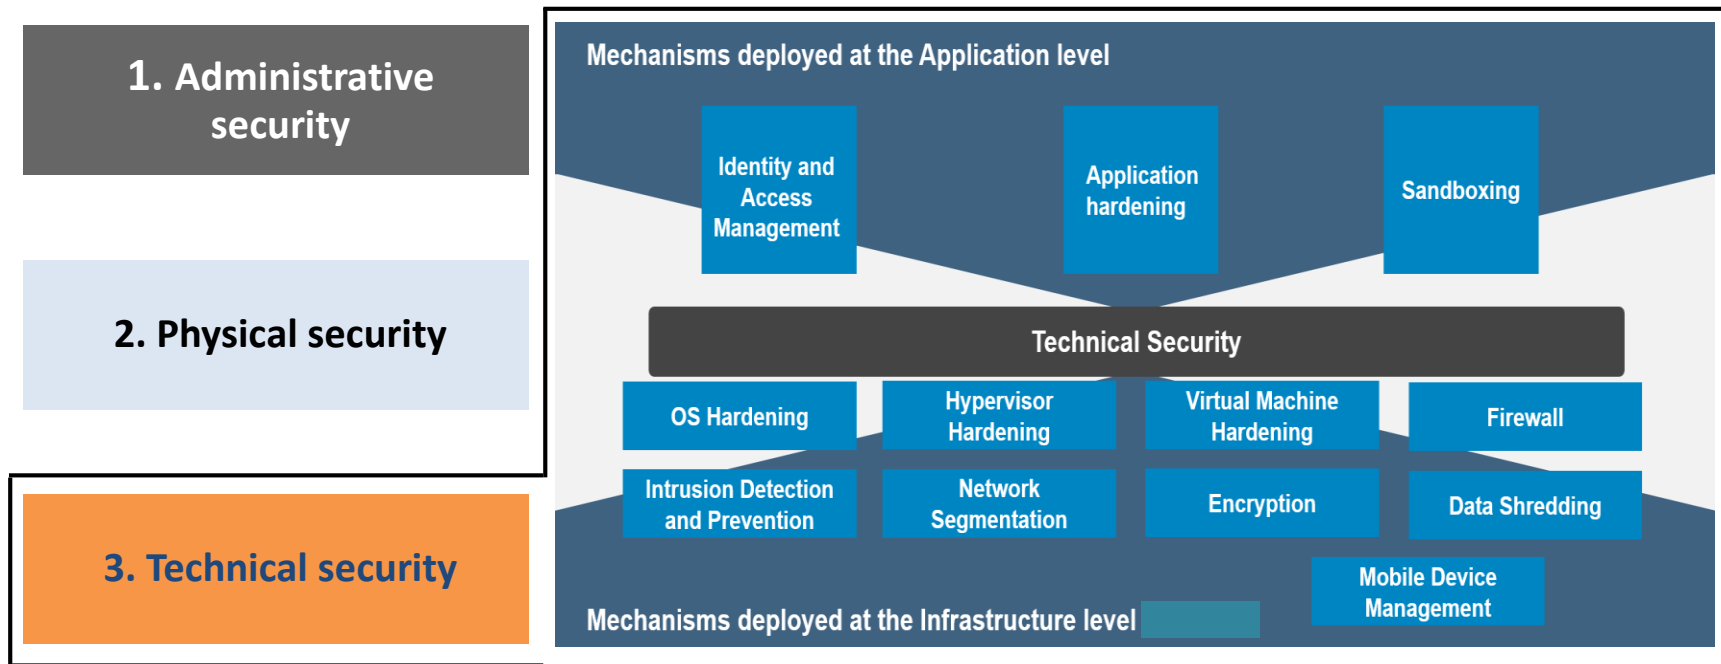 1. Administrative
security
2. Physical security
3. Technical security
Mechanisms deployed at the Application level
Identity and
Access
Management
Application
hardening
Sandboxing
Technical Security
OS Hardening
Hypervisor
Hardening
Virtual Machine
Hardening
Firewall
Intrusion Detection
and Prevention
Network
Segmentation
Encryption
Data Shredding
Mobile Device
Management
Mechanisms deployed at the Infrastructure level